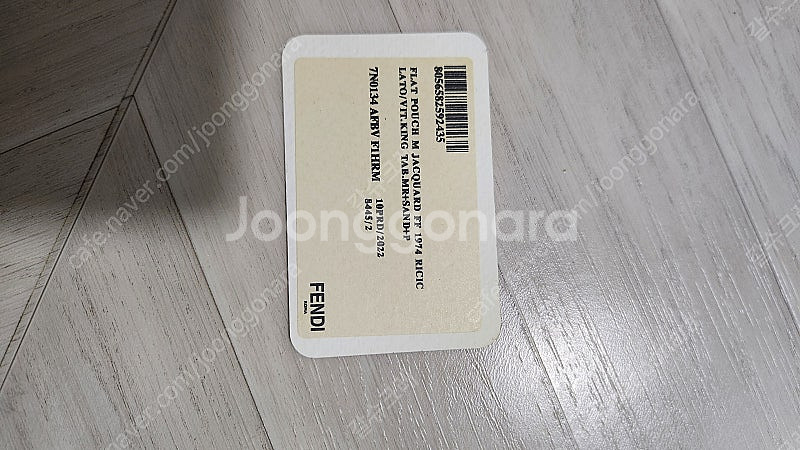 8056582592435
FLAT POUCH M JACQUARD FF 1974 RICIC
LATO/VIT.KING TAB.MR+SAND+P
7N0134 AFBV F1HRM 10PRD/2022
8445/2
FENDI
ROMA
Joonggonara
cafe.naver.com/joonggonara